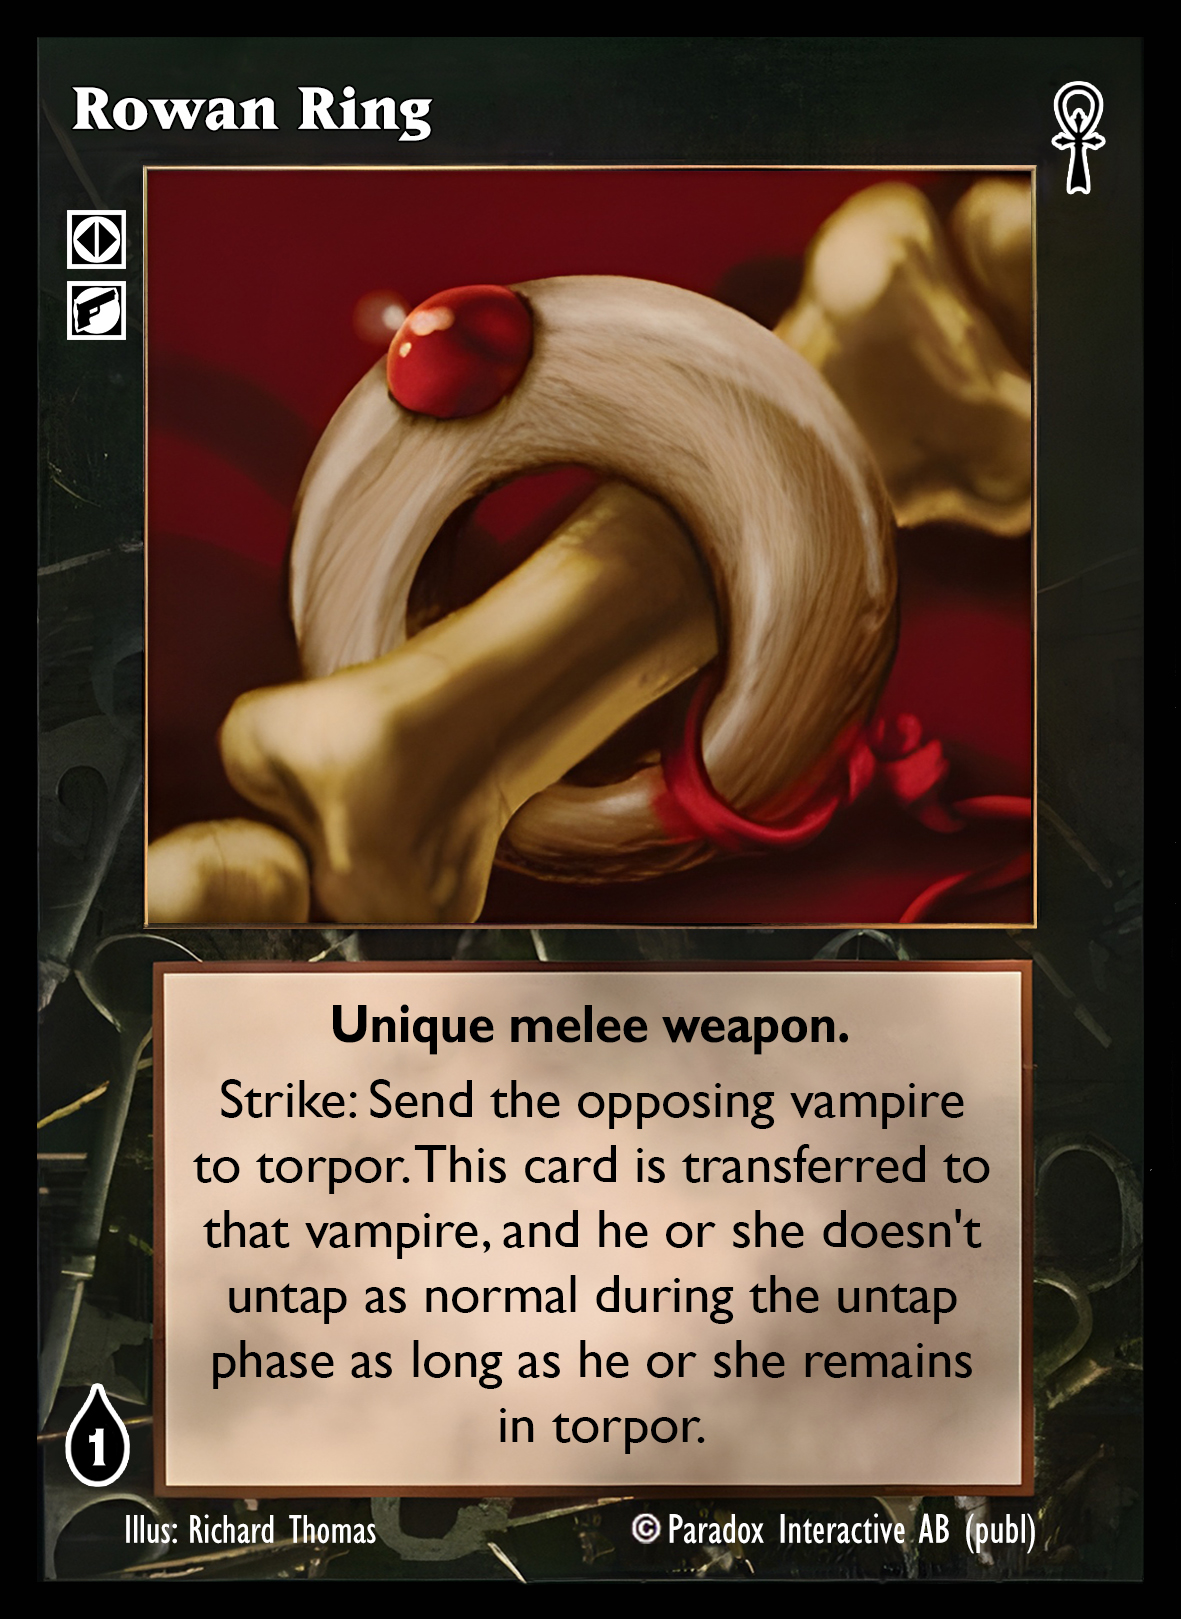 Rowan Ring
Unique melee weapon.
Strike: Send the opposing vampire
to torpor. This card is transferred to
that vampire, and he or she doesn't
untap as normal during the untap
phase as long as he or she remains
in torpor.
1
Illus: Richard Thomas
© Paradox Interactive AB (publ)